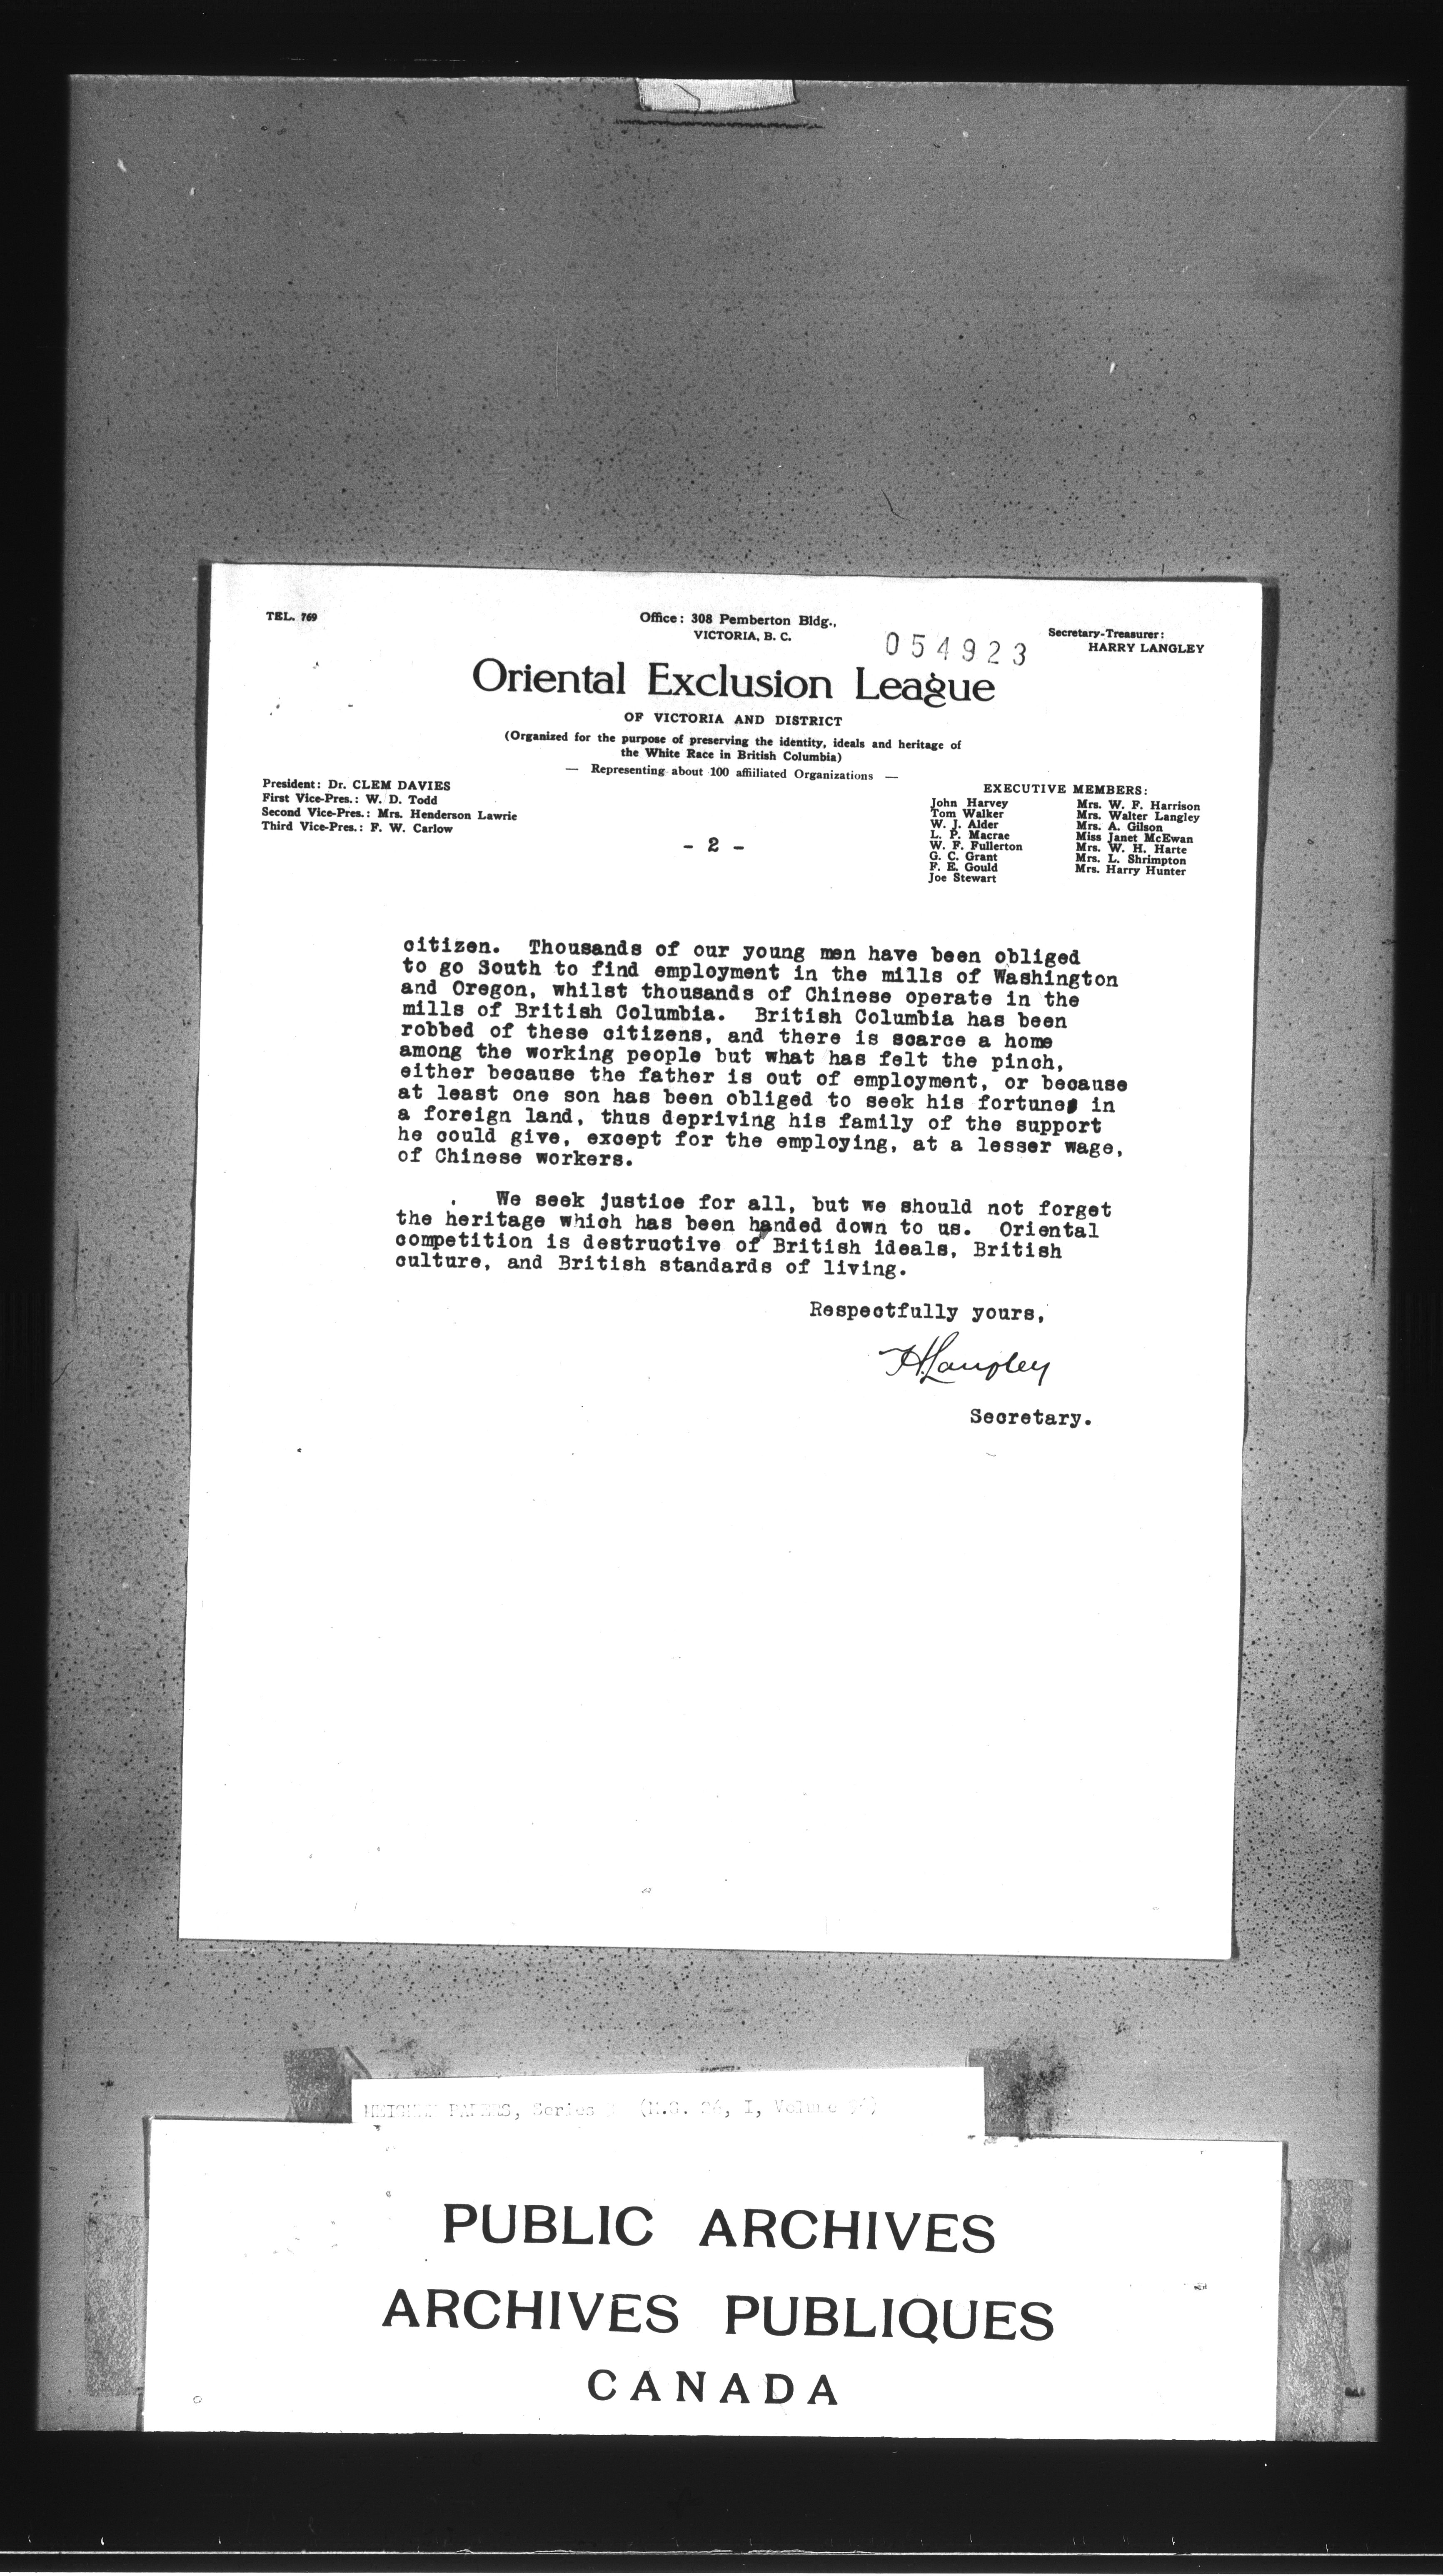 TEL. 769
Office: 308 Pemberton Bldg.,
VICTORIA, B. C.
054923
Secretary-Treasurer:
HARRY LANGLEY
Oriental Exclusion League
OF VICTORIA AND DISTRICT
(Organized for the purpose of preserving the identity, ideals and heritage of
the White Race in British Columbia)
— Representing about 100 affiiliated Organizations —
President: Dr. CLEM DAVIES
First Vice-Pres.: W. D. Todd
Second Vice-Pres.: Mrs. Henderson Lawrie
Third Vice-Pres.: F. W. Carlow
EXECUTIVE MEMBERS:
John Harvey
Tom Walker
W. J. Alder
L. P. Macrae
W. F. Fullerton
G. C. Grant
F. E. Gould
Joe Stewart
Mrs. W. F. Harrison
Mrs. Walter Langley
Mrs. A. Gilson
Miss Janet McEwan
Mrs. W. H. Harte
Mrs. L. Shrimpton
Mrs. Harry Hunter
- 2 -
citizen. Thousands of our young men have been obliged
to go South to find employment in the mills of Washington
and Oregon, whilst thousands of Chinese operate in the
mills of British Columbia. British Columbia has been
robbed of these citizens, and there is scarce a home
among the working people but what has felt the pinch,
either because the father is out of employment, or because
at least one son has been obliged to seek his fortune in
a foreign land, thus depriving his family of the support
he could give, except for the employing, at a lesser wage,
of Chinese workers.
We seek justice for all, but we should not forget
the heritage which has been handed down to us. Oriental
competition is destructive of British ideals, British
culture, and British standards of living.
Respectfully yours,
H. Langley
Secretary.
MEIGHEN PAPERS, Series (M.G. 26, I, Volume
PUBLIC ARCHIVES
ARCHIVES PUBLIQUES
CANADA